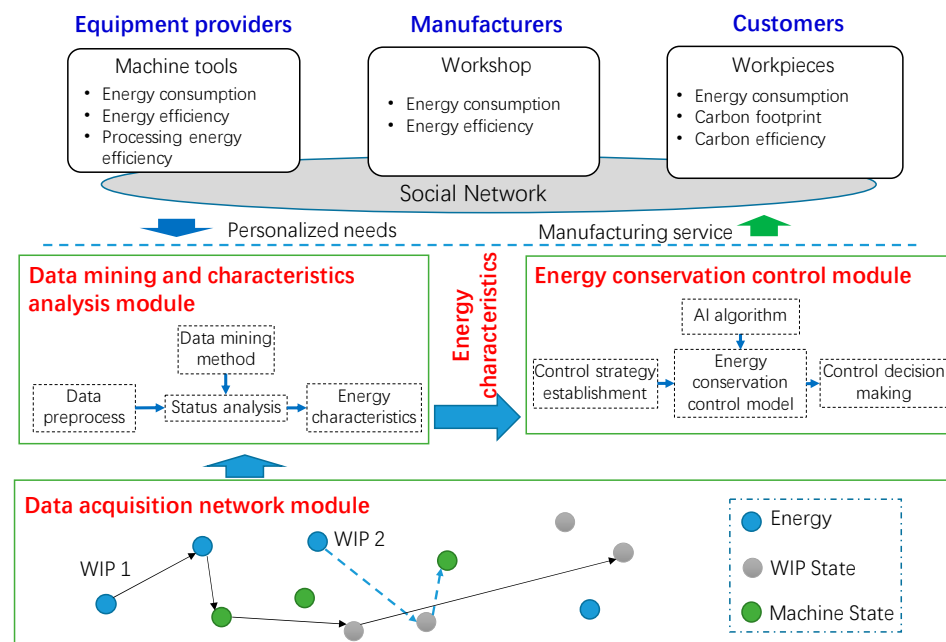 Equipment providers
Manufacturers
Customers
Machine tools
• Energy consumption
• Energy efficiency
• Processing energy
efficiency
Workshop
• Energy consumption
• Energy efficiency
Workpieces
• Energy consumption
• Carbon footprint
• Carbon efficiency
Social Network
Personalized needs
Manufacturing service
Data mining and characteristics
analysis module
Data mining
method
Data
preprocess
Status analysis
Energy
characteristics
Energy
characteristics
Energy conservation control module
AI algorithm
Control strategy
establishment
Energy
conservation
control model
Control decision
making
Data acquisition network module
WIP 1
WIP 2
Energy
WIP State
Machine State